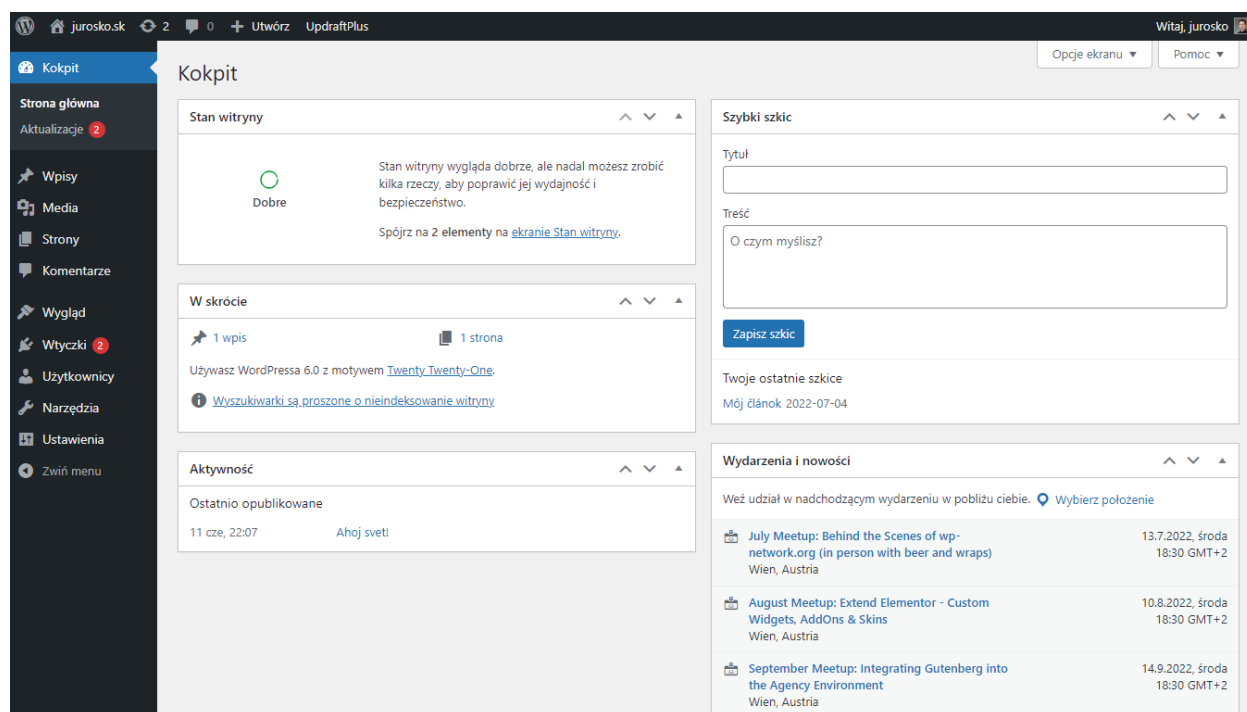 jurosko.sk 2 0 + Utwórz UpdraftPlus Witaj, jurosko
Opcje ekranu ▼ Pomoc ▼
Kokpit
Strona główna
Aktualizacje 2
Wpisy
Media
Strony
Komentarze
Wygląd
Wtyczki 2
Użytkownicy
Narzędzia
Ustawienia
Zwiń menu
Kokpit
Stan witryny
Dobre
Stan witryny wygląda dobrze, ale nadal możesz zrobić
kilka rzeczy, aby poprawić jej wydajność i
bezpieczeństwo.
Spójrz na 2 elementy na ekranie Stan witryny.
W skrócie
1 wpis 1 strona
Używasz WordPressa 6.0 z motywem Twenty Twenty-One.
Wyszukiwarki są proszone o nieindeksowanie witryny
Aktywność
Ostatnio opublikowane
11 cze, 22:07 Ahoj svet!
Szybki szkic
Tytuł
Treść
O czym myślisz?
Zapisz szkic
Twoje ostatnie szkice
Môj článok 2022-07-04
Wydarzenia i nowości
Weź udział w nadchodzącym wydarzeniu w pobliżu ciebie. Wybierz położenie
July Meetup: Behind the Scenes of wp- 13.7.2022, środa
network.org (in person with beer and wraps) 18:30 GMT+2
Wien, Austria
August Meetup: Extend Elementor - Custom 10.8.2022, środa
Widgets, AddOns & Skins 18:30 GMT+2
Wien, Austria
September Meetup: Integrating Gutenberg into 14.9.2022, środa
the Agency Environment 18:30 GMT+2
Wien, Austria